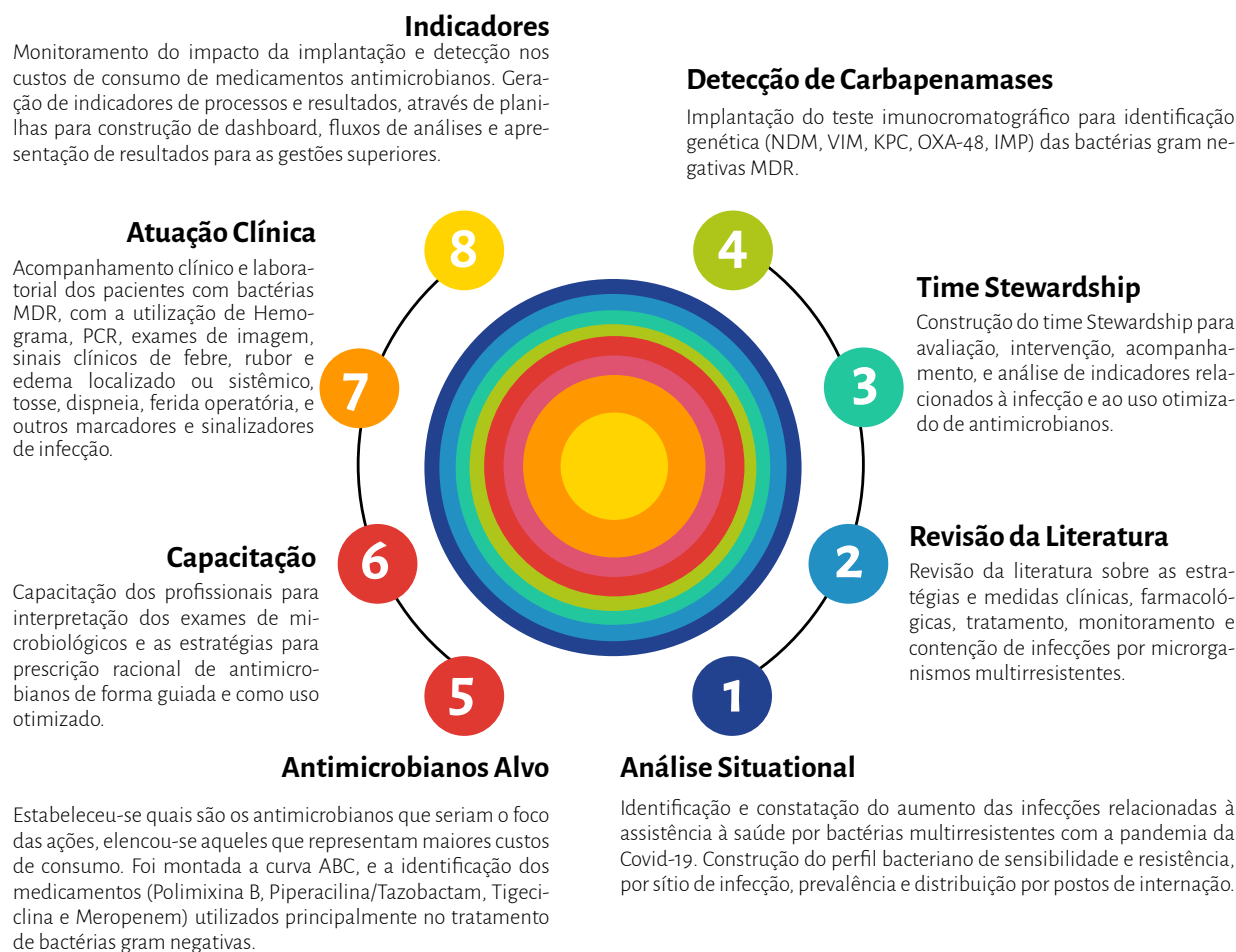 Indicadores
Monitoramento do impacto da implantação e detecção nos
custos de consumo de medicamentos antimicrobianos. Gera-
ção de indicadores de processos e resultados, através de plani-
lhas para construção de dashboard, fluxos de análises e apre-
sentação de resultados para as gestões superiores.
Detecção de Carbapenamases
Implantação do teste imunocromatográfico para identificação
genética (NDM, VIM, KPC, OXA-48, IMP) das bactérias gram ne-
gativas MDR.
8
4
Atuação Clínica
Acompanhamento clínico e labora-
torial dos pacientes com bactérias
MDR, com a utilização de Hemo-
grama, PCR, exames de imagem,
sinais clínicos de febre, rubor e
edema localizado ou sistêmico,
tosse, dispneia, ferida operatória, e
outros marcadores e sinalizadores
de infecção.
7
3
Time Stewardship
Construção do time Stewardship para
avaliação, intervenção, acompanha-
mento, e análise de indicadores rela-
cionados à infecção e ao uso otimiza-
do de antimicrobianos.
Capacitação
Capacitação dos profissionais para
interpretação dos exames de mi-
crobiológicos e as estratégias para
prescrição racional de antimicro-
bianos de forma guiada e como uso
otimizado.
6
2
Revisão da Literatura
Revisão da literatura sobre as estra-
tégias e medidas clínicas, farmacoló-
gicas, tratamento, monitoramento e
contenção de infecções por microrga-
nismos multirresistentes.
5
1
Antimicrobianos Alvo
Estabeleceu-se quais são os antimicrobianos que seriam o foco
das ações, elencou-se aqueles que representam maiores custos
de consumo. Foi montada a curva ABC, e a identificação dos
medicamentos (Polimixina B, Piperacilina/Tazobactam, Tigeci-
clina e Meropenem) utilizados principalmente no tratamento
de bactérias gram negativas.
Análise Situational
Identificação e constatação do aumento das infecções relacionadas à
assistência à saúde por bactérias multirresistentes com a pandemia da
Covid-19. Construção do perfil bacteriano de sensibilidade e resistência,
por sítio de infecção, prevalência e distribuição por postos de internação.